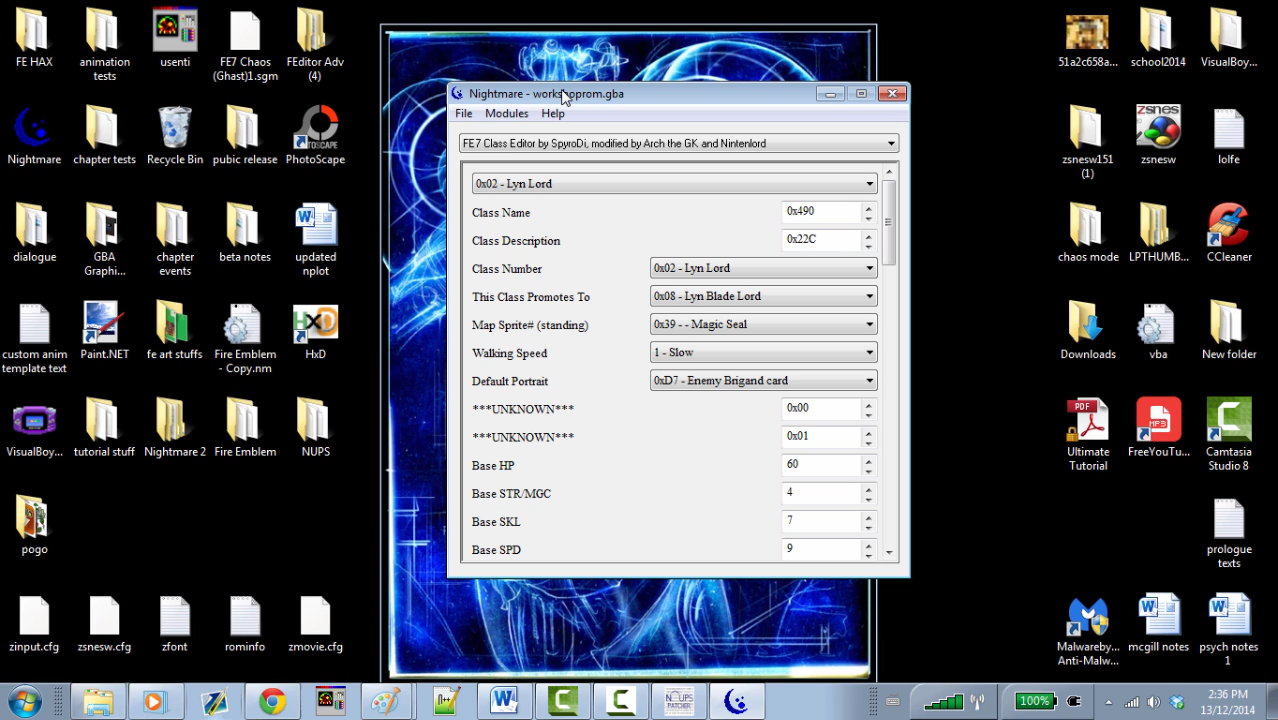 FE HAX
animation tests
usenti
FE7 Chaos (Ghast)1.sgm
FEditor Adv (4)
Nightmare
chapter tests
Recycle Bin
pubic release
PhotoScape
PHOTOSCAPE
dialogue
GBA Graphi...
chapter events
beta notes
updated nplot
custom anim template text
Paint.NET
fe art stuffs
Fire Emblem - Copy.nm
HxD
VisualBoy...
tutorial stuff
Nightmare 2
Fire Emblem
NUPS
pogo
zinput.cfg
zsnesw.cfg
zfont
rominfo
zmovie.cfg
Nightmare - workshoprom.gba
File Modules Help
FE7 Class Editor by SpyroDi, modified by Arch the GK and Nintenlord
0x02 - Lyn Lord
Class Name 0x490
Class Description 0x22C
Class Number 0x02 - Lyn Lord
This Class Promotes To 0x08 - Lyn Blade Lord
Map Sprite# (standing) 0x39 - - Magic Seal
Walking Speed 1 - Slow
Default Portrait 0xD7 - Enemy Brigand card
***UNKNOWN*** 0x00
***UNKNOWN*** 0x01
Base HP 60
Base STR/MGC 4
Base SKL 7
Base SPD 9
51a2c658a...
school2014
VisualBoy...
zsnes
zsnesw151 (1)
zsnesw
lolfe
chaos mode
LPTHUMB...
CCleaner
Downloads
vba
New folder
PDF
MP3
Ultimate Tutorial
FreeYouTu...
Camtasia Studio 8
prologue texts
Malwareby... Anti-Malw...
mcgill notes
psych notes 1
NUPS
PATCHER
100%
2:36 PM
13/12/2014